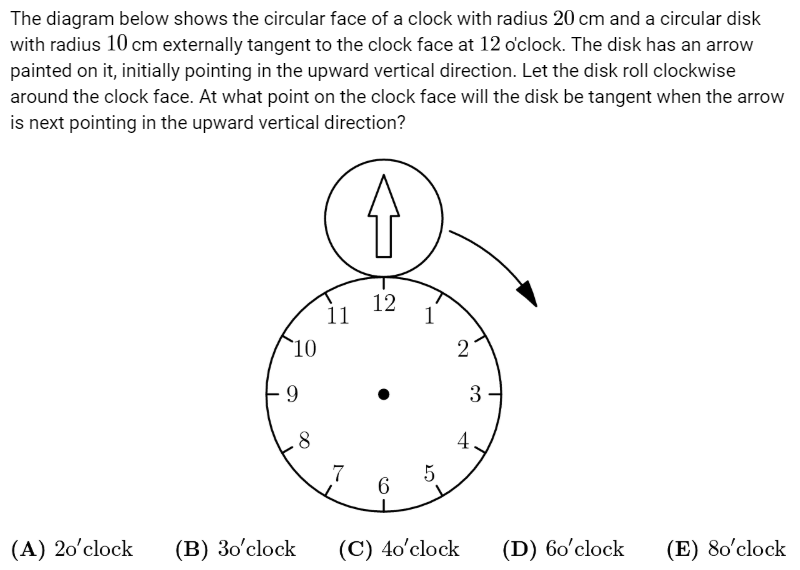 The diagram below shows the circular face of a clock with radius 20 cm and a circular disk
with radius 10 cm externally tangent to the clock face at 12 o'clock. The disk has an arrow
painted on it, initially pointing in the upward vertical direction. Let the disk roll clockwise
around the clock face. At what point on the clock face will the disk be tangent when the arrow
is next pointing in the upward vertical direction?
12
11
1
10
2
9
3
8
4
7
5
6
(A) 2o′clock (B) 3o′clock (C) 4o′clock (D) 6o′clock (E) 8o′clock